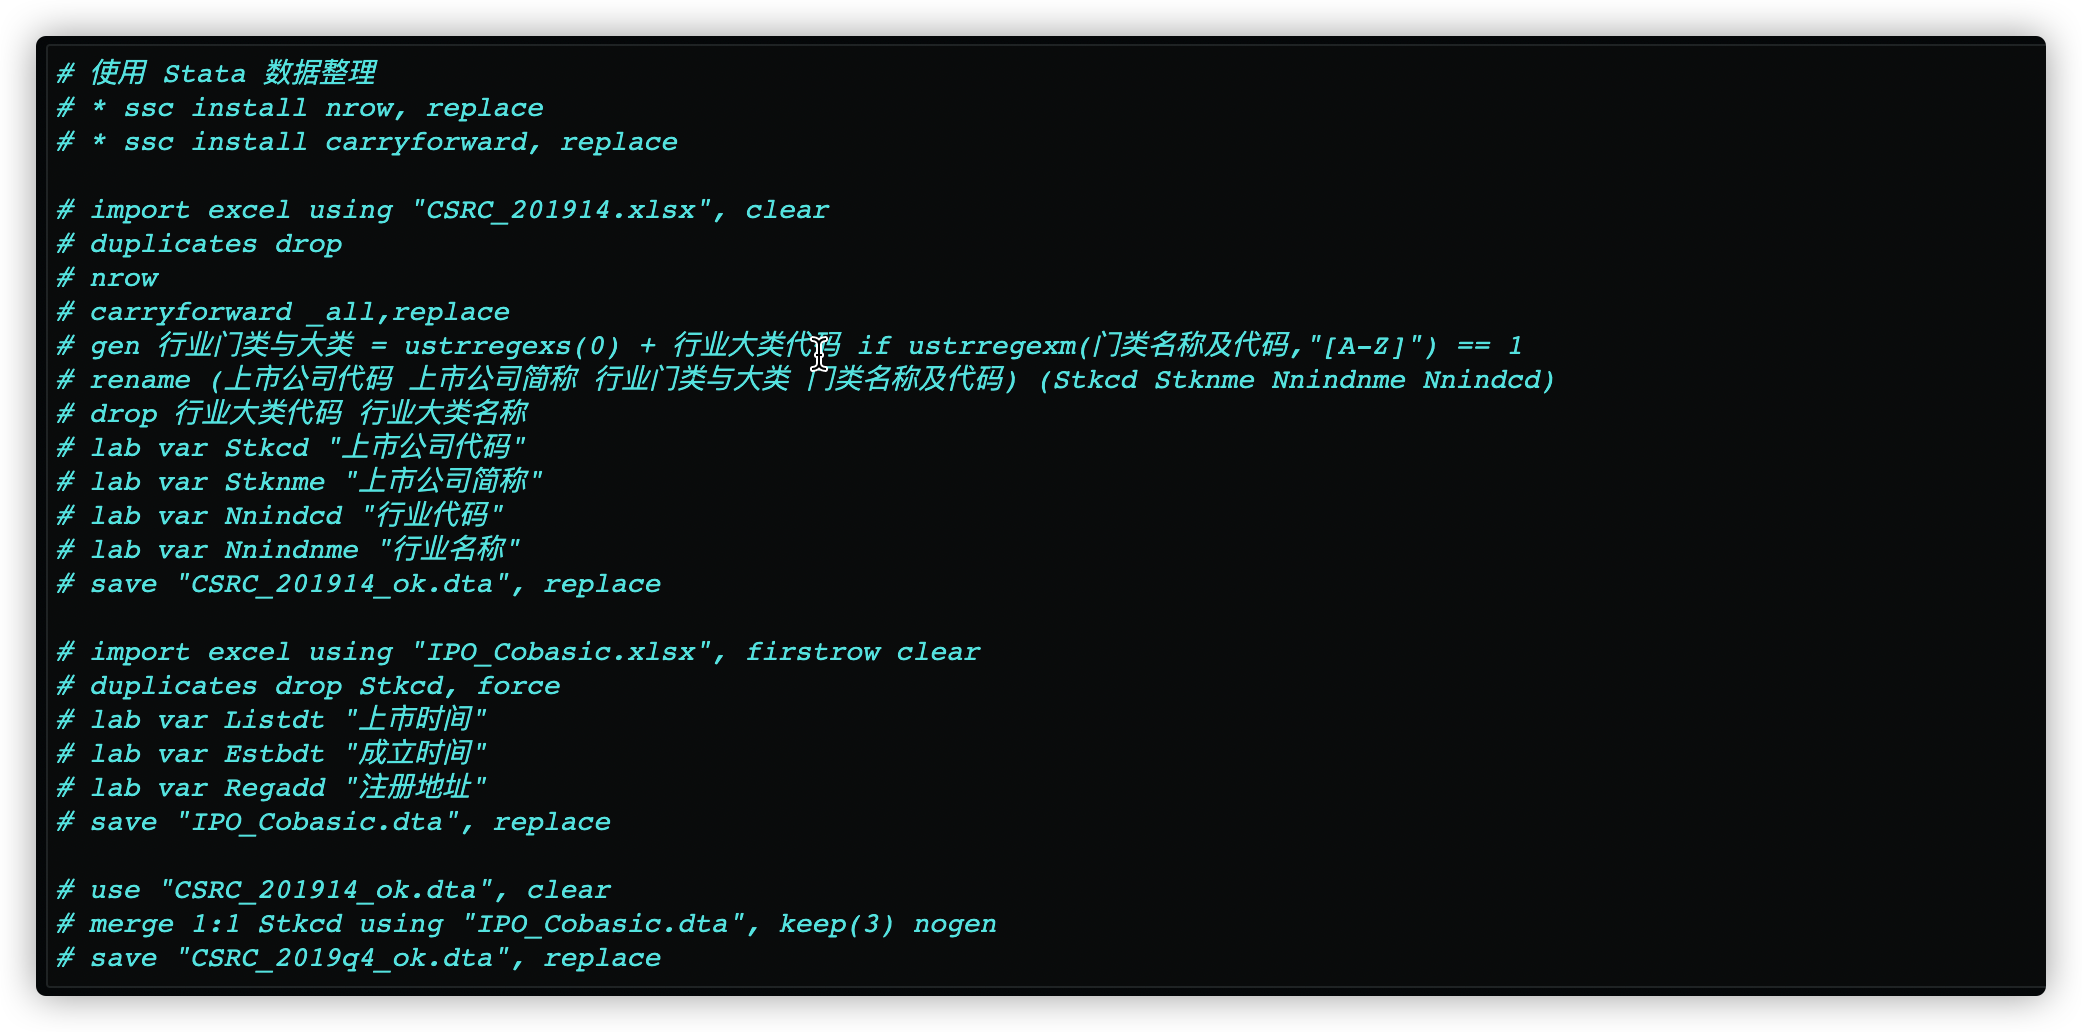 # 使用 Stata 数据整理
# * ssc install nrow, replace
# * ssc install carryforward, replace
# import excel using "CSRC_201914.xlsx", clear
# duplicates drop
# nrow
# carryforward _all,replace
# gen 行业门类与大类 = ustrregexs(0) + 行业大类代码 if ustrregexm(门类名称及代码,"[A-Z]") == 1
# rename (上市公司代码 上市公司简称 行业门类与大类 门类名称及代码) (Stkcd Stknme Nnindnme Nnindcd)
# drop 行业大类代码 行业大类名称
# lab var Stkcd "上市公司代码"
# lab var Stknme "上市公司简称"
# lab var Nnindcd "行业代码"
# lab var Nnindnme "行业名称"
# save "CSRC_201914_ok.dta", replace
# import excel using "IPO_Cobasic.xlsx", firstrow clear
# duplicates drop Stkcd, force
# lab var Listdt "上市时间"
# lab var Estbdt "成立时间"
# lab var Regadd "注册地址"
# save "IPO_Cobasic.dta", replace
# use "CSRC_201914_ok.dta", clear
# merge 1:1 Stkcd using "IPO_Cobasic.dta", keep(3) nogen
# save "CSRC_2019q4_ok.dta", replace